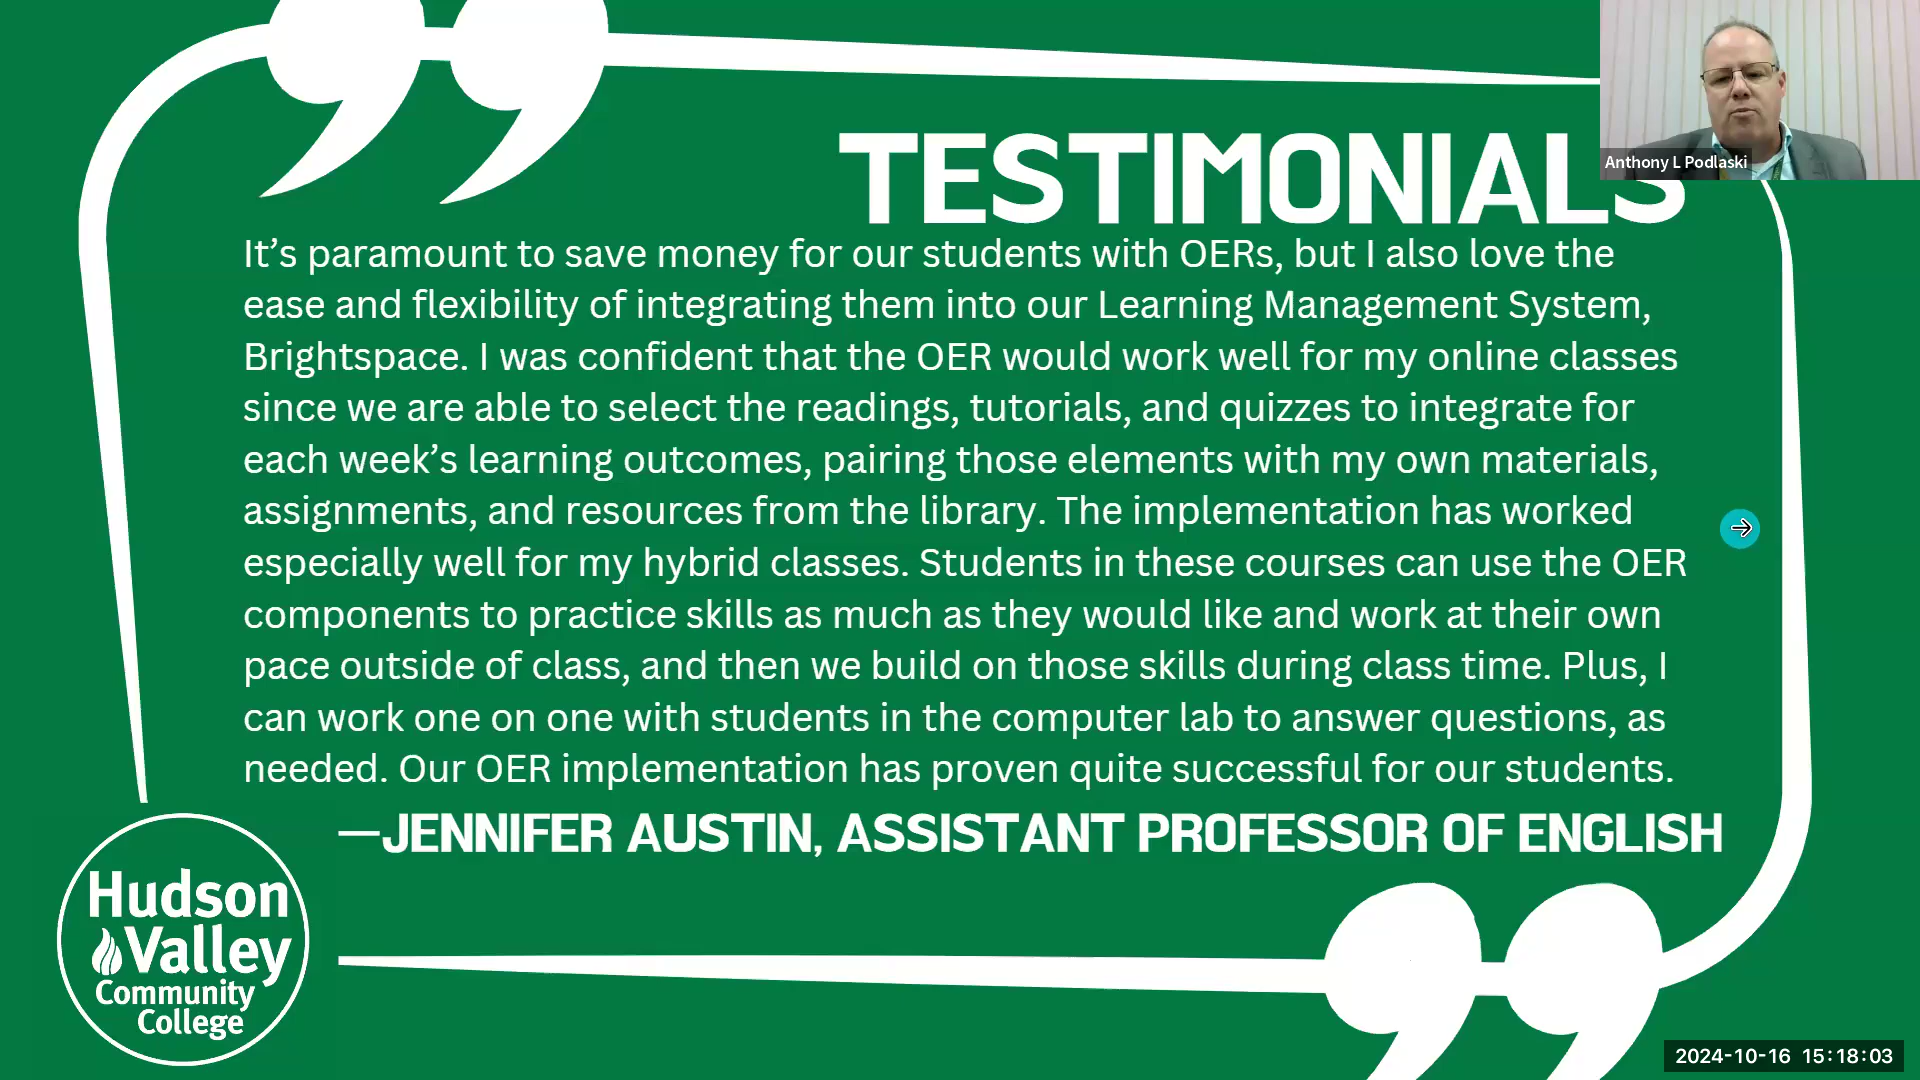 TESTIMONIALS
Anthony L Podlaski
It’s paramount to save money for our students with OERs, but I also love the
ease and flexibility of integrating them into our Learning Management System,
Brightspace. I was confident that the OER would work well for my online classes
since we are able to select the readings, tutorials, and quizzes to integrate for
each week’s learning outcomes, pairing those elements with my own materials,
assignments, and resources from the library. The implementation has worked
especially well for my hybrid classes. Students in these courses can use the OER
components to practice skills as much as they would like and work at their own
pace outside of class, and then we build on those skills during class time. Plus, I
can work one on one with students in the computer lab to answer questions, as
needed. Our OER implementation has proven quite successful for our students.
—JENNIFER AUSTIN, ASSISTANT PROFESSOR OF ENGLISH
Hudson
Valley
Community
College
2024-10-16 15:18:03